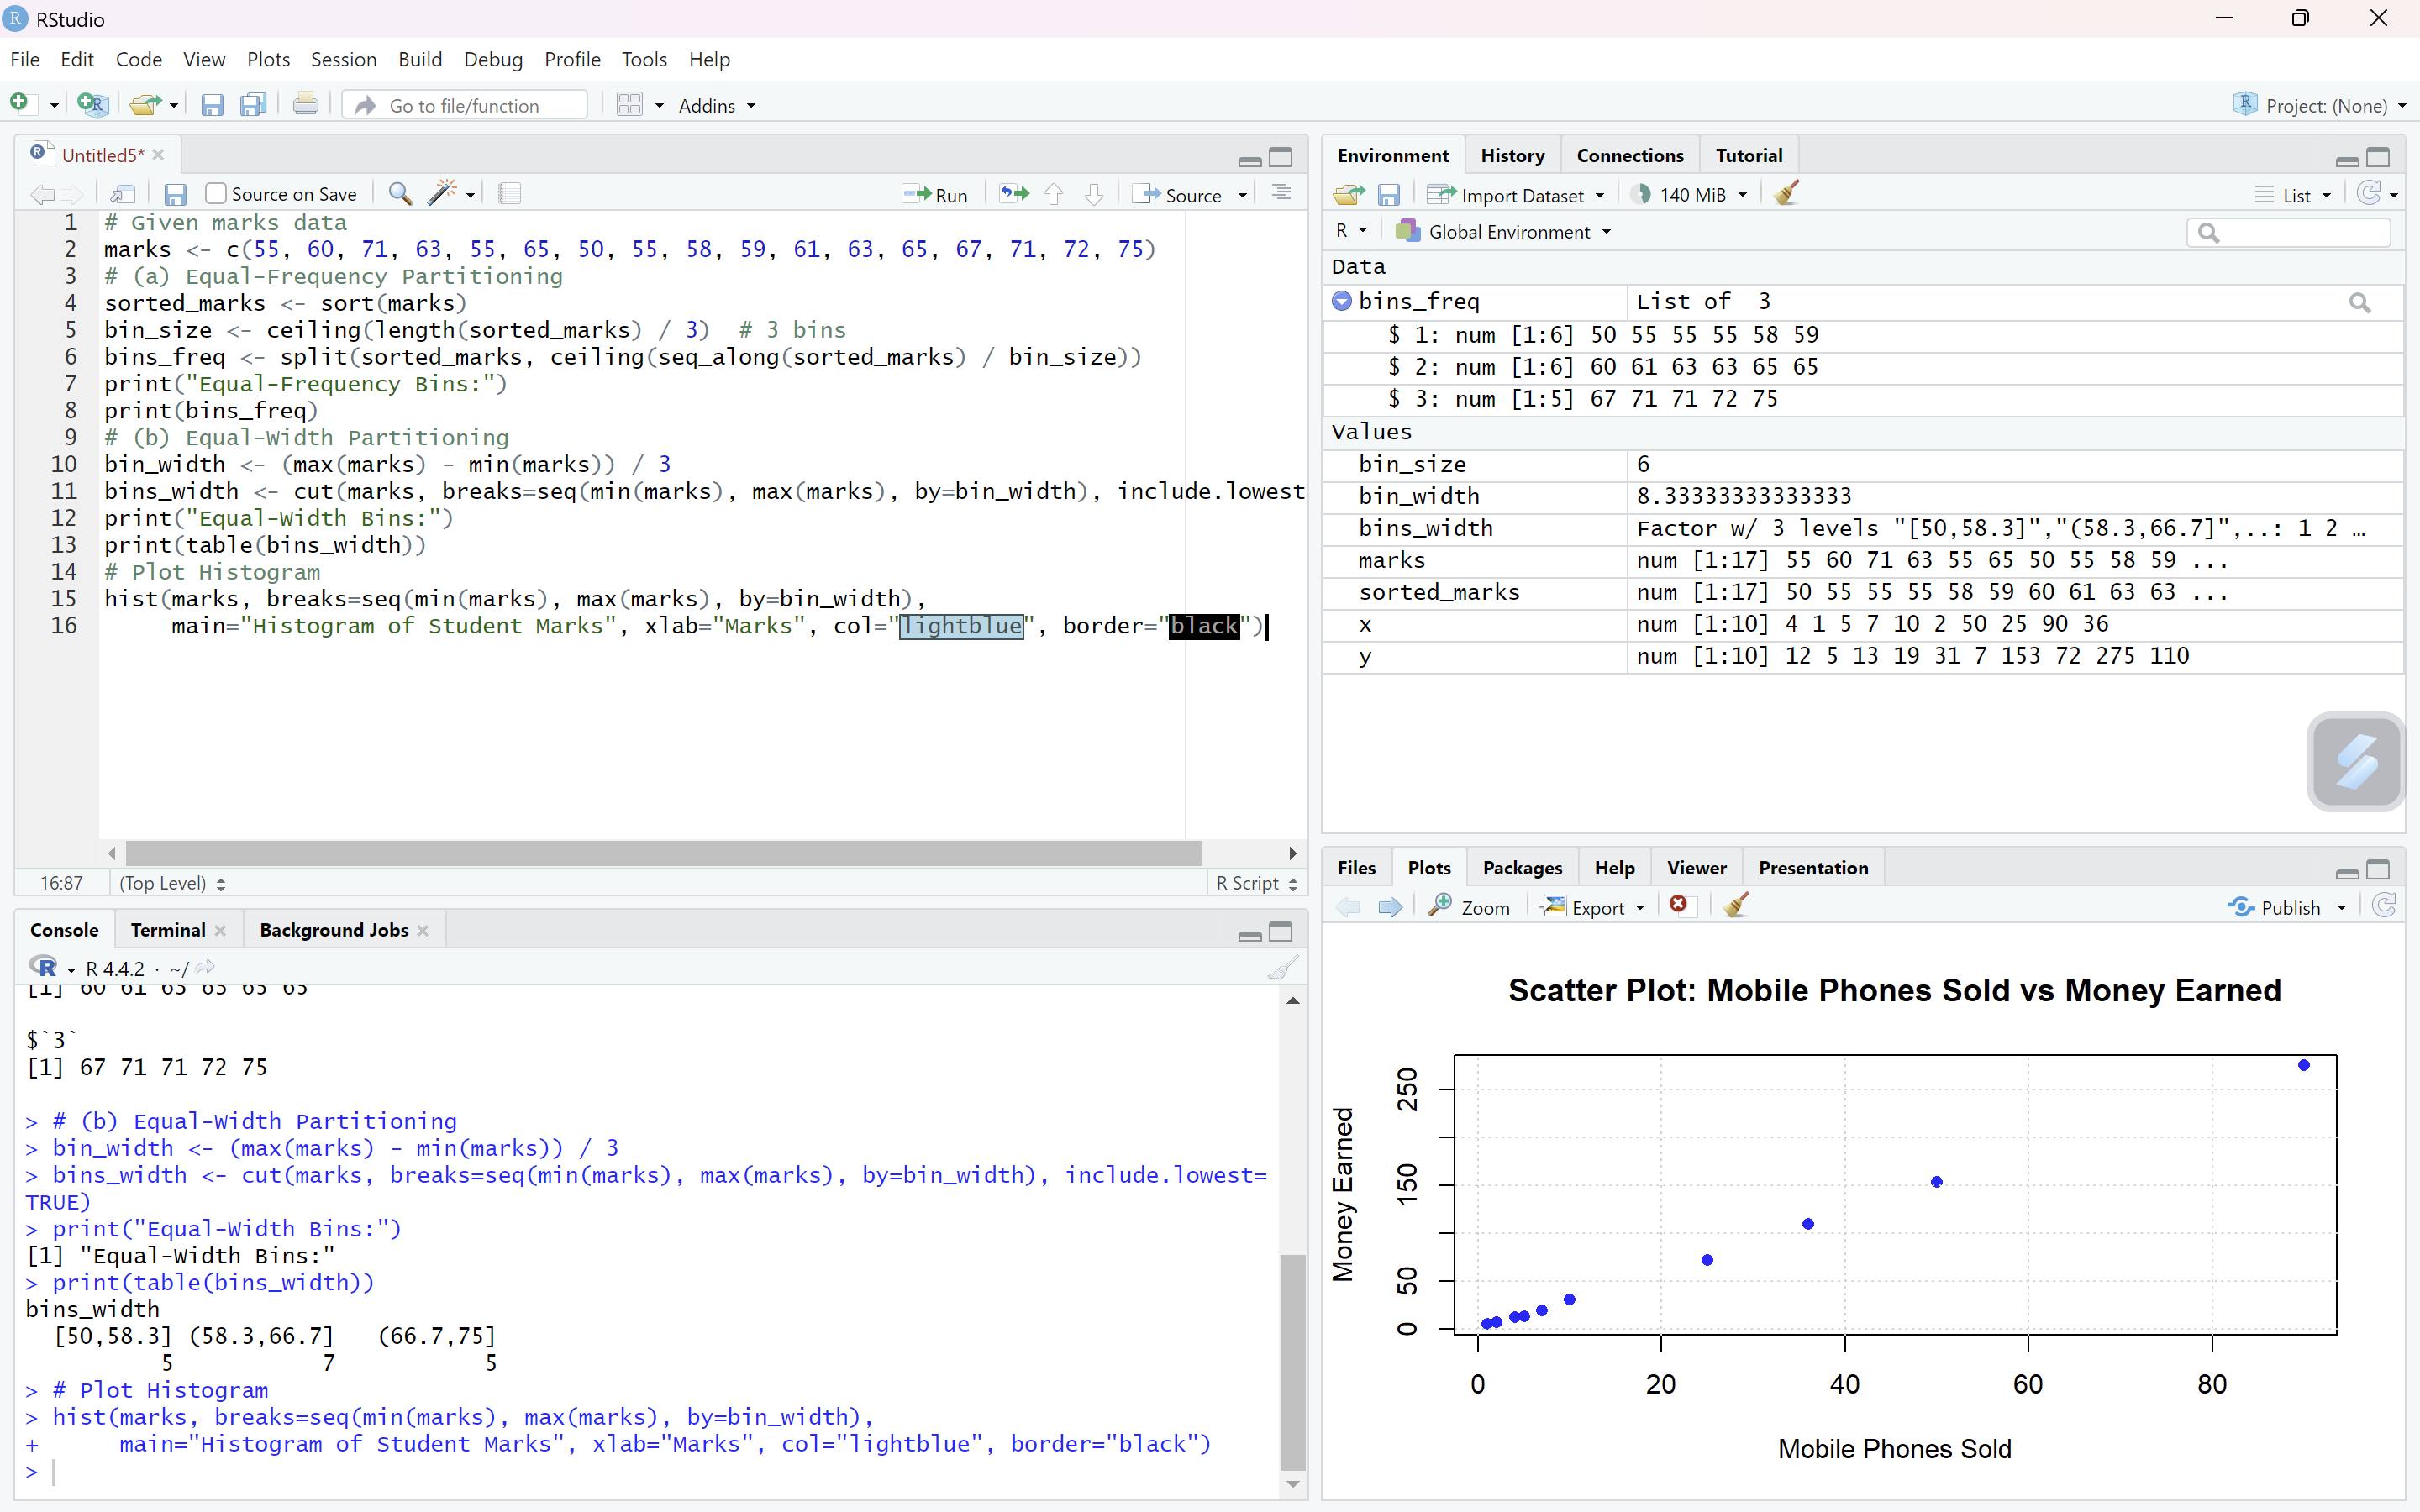 RStudio
File Edit Code View Plots Session Build Debug Profile Tools Help
Go to file/function Addins Project: (None)
Untitled5*
Source on Save Run Source
1 # Given marks data
2 marks <- c(55, 60, 71, 63, 55, 65, 50, 55, 58, 59, 61, 63, 65, 67, 71, 72, 75)
3 # (a) Equal-Frequency Partitioning
4 sorted_marks <- sort(marks)
5 bin_size <- ceiling(length(sorted_marks) / 3)  # 3 bins
6 bins_freq <- split(sorted_marks, ceiling(seq_along(sorted_marks) / bin_size))
7 print("Equal-Frequency Bins:")
8 print(bins_freq)
9 # (b) Equal-Width Partitioning
10 bin_width <- (max(marks) - min(marks)) / 3
11 bins_width <- cut(marks, breaks=seq(min(marks), max(marks), by=bin_width), include.lowest
12 print("Equal-Width Bins:")
13 print(table(bins_width))
14 # Plot Histogram
15 hist(marks, breaks=seq(min(marks), max(marks), by=bin_width),
16      main="Histogram of Student Marks", xlab="Marks", col="lightblue", border="black")
16:87 (Top Level) R Script
Console Terminal Background Jobs
R 4.4.2 · ~/
[1] 60 61 63 63 65 65
$`3`
[1] 67 71 71 72 75
> # (b) Equal-Width Partitioning
> bin_width <- (max(marks) - min(marks)) / 3
> bins_width <- cut(marks, breaks=seq(min(marks), max(marks), by=bin_width), include.lowest=
TRUE)
> print("Equal-Width Bins:")
[1] "Equal-Width Bins:"
> print(table(bins_width))
bins_width
[50,58.3] (58.3,66.7] (66.7,75]
5 7 5
> # Plot Histogram
> hist(marks, breaks=seq(min(marks), max(marks), by=bin_width),
+      main="Histogram of Student Marks", xlab="Marks", col="lightblue", border="black")
>
Environment History Connections Tutorial
Import Dataset 140 MiB List
R Global Environment
Data
bins_freq List of 3
$ 1: num [1:6] 50 55 55 55 58 59
$ 2: num [1:6] 60 61 63 63 65 65
$ 3: num [1:5] 67 71 71 72 75
Values
bin_size 6
bin_width 8.33333333333333
bins_width Factor w/ 3 levels "[50,58.3]","(58.3,66.7]",..: 1 2 …
marks num [1:17] 55 60 71 63 55 65 50 55 58 59 ...
sorted_marks num [1:17] 50 55 55 55 58 59 60 61 63 63 ...
x num [1:10] 4 1 5 7 10 2 50 25 90 36
y num [1:10] 12 5 13 19 31 7 153 72 275 110
Files Plots Packages Help Viewer Presentation
Zoom Export Publish
Scatter Plot: Mobile Phones Sold vs Money Earned
Money Earned
250
150
50
0
0 20 40 60 80
Mobile Phones Sold